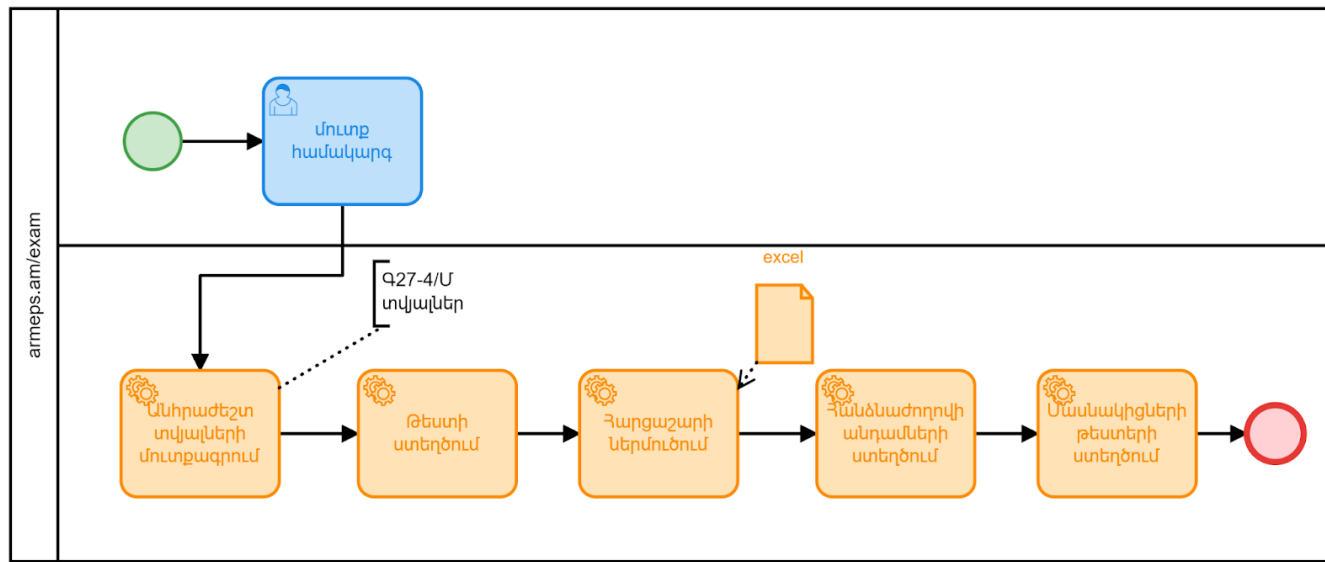 armeps.am/exam
մուտք
համակարգ
Գ27-4/Մ
տվյալներ
excel
Անհրաժեշտ
տվյալների
մուտքագրում
Թեստի
ստեղծում
Հարցաշարի
ներմուծում
Հանձնաժողովի
անդամների
ստեղծում
Մասնակիցների
թեստերի
ստեղծում